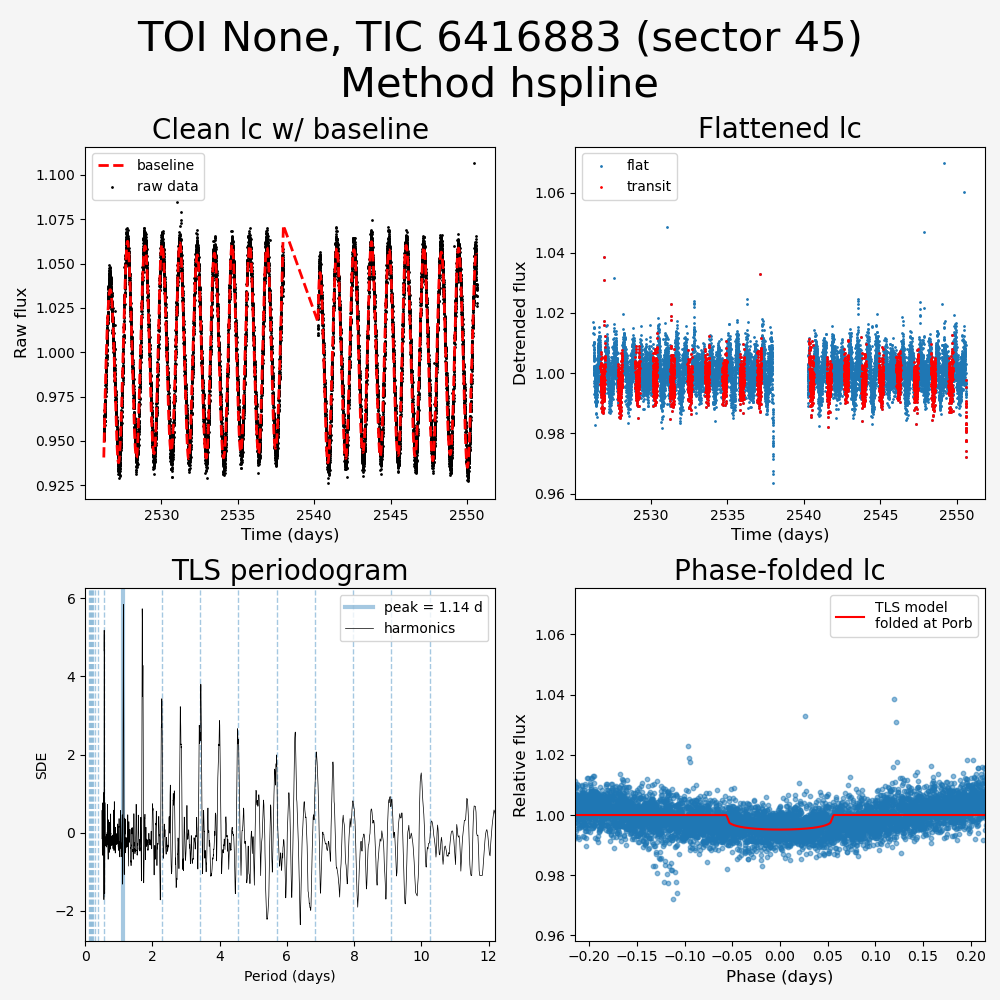 TOI None, TIC 6416883 (sector 45)
Method hspline
Clean lc w/ baseline
baseline
raw data
Raw flux
1.100
1.075
1.050
1.025
1.000
0.975
0.950
0.925
2530
2535
2540
2545
2550
Time (days)
Flattened lc
flat
transit
Detrended flux
1.06
1.04
1.02
1.00
0.98
0.96
2530
2535
2540
2545
2550
Time (days)
TLS periodogram
peak = 1.14 d
harmonics
SDE
6
4
2
0
−2
0
2
4
6
8
10
12
Period (days)
Phase-folded lc
TLS model
folded at Porb
Relative flux
1.06
1.04
1.02
1.00
0.98
0.96
−0.20
−0.15
−0.10
−0.05
0.00
0.05
0.10
0.15
0.20
Phase (days)